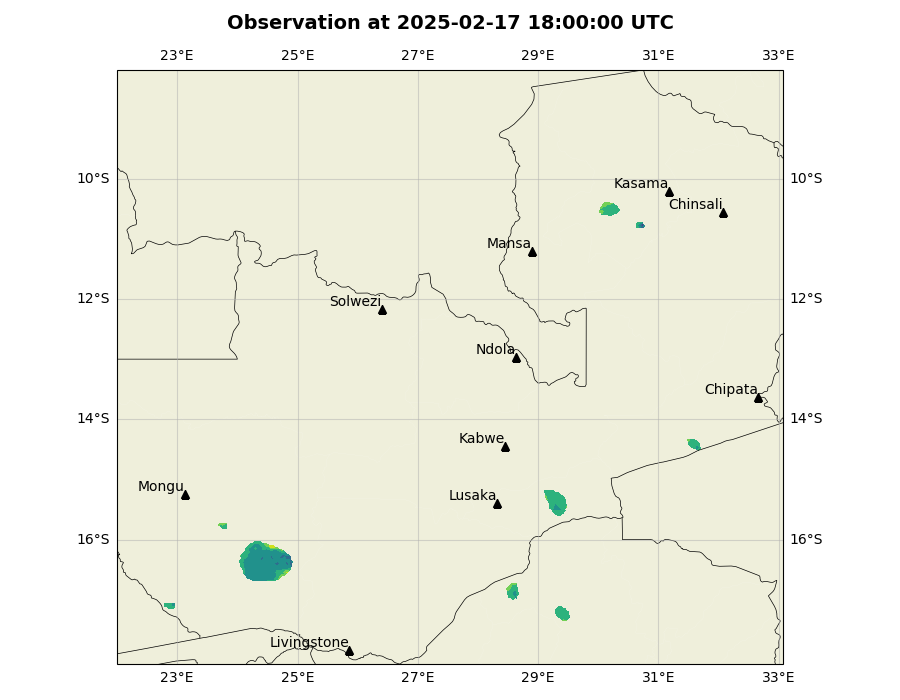 Observation at 2025-02-17 18:00:00 UTC
23°E 25°E 27°E 29°E 31°E 33°E
10°S 10°S
Kasama
Chinsali
Mansa
12°S 12°S
Solwezi
Ndola
Chipata
14°S 14°S
Kabwe
Mongu
Lusaka
16°S 16°S
Livingstone
23°E 25°E 27°E 29°E 31°E 33°E